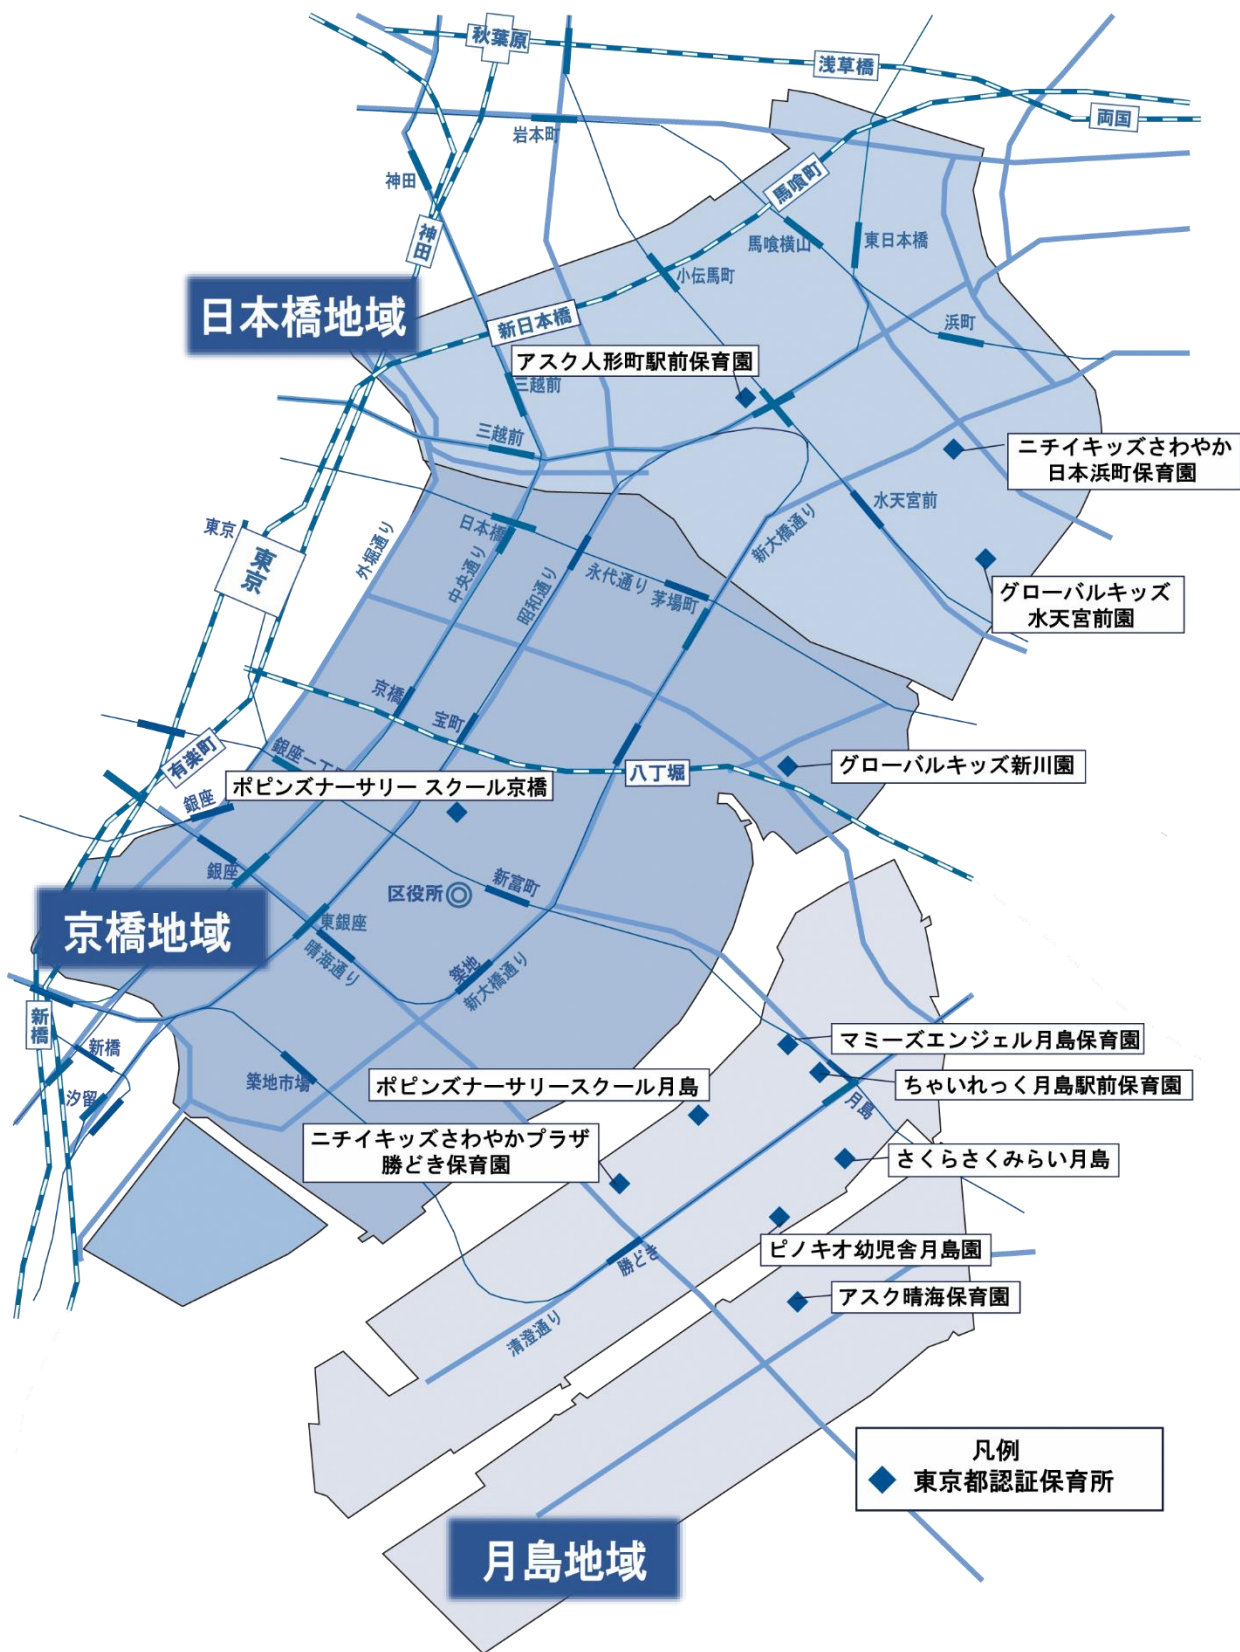 秋葉原
浅草橋
両国
岩本町
神田
馬喰町
神田
馬喰横山
東日本橋
小伝馬町
日本橋地域
新日本橋
浜町
アスク人形町駅前保育園
三越前
三越前
ニチイキッズさわやか
日本浜町保育園
水天宮前
東京
東京
外堀通り
日本橋
中央通り
昭和通り
永代通り
茅場町
新大橋通り
グローバルキッズ
水天宮前園
京橋
宝町
有楽町
銀座一丁
八丁堀
グローバルキッズ新川園
ポピンズナーサリー スクール京橋
銀座
銀座
区役所
新富町
京橋地域
東銀座
晴海通り
築地
新大橋通り
新橋
新橋
汐留
築地市場
マミーズエンジェル月島保育園
ちゃいれっく月島駅前保育園
月島
ポピンズナーサリースクール月島
ニチイキッズさわやかプラザ
勝どき保育園
さくらさくみらい月島
ピノキオ幼児舎月島園
勝どき
アスク晴海保育園
清澄通り
凡例
東京都認証保育所
月島地域